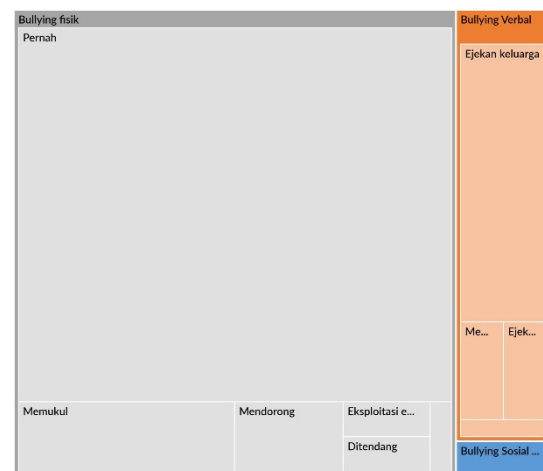 Bullying fisik
Pernah
Memukul
Mendorong
Eksploitasi e...
Ditendang
Bullying Verbal
Ejekan keluarga
Me...
Ejek...
Bullying Sosial ...